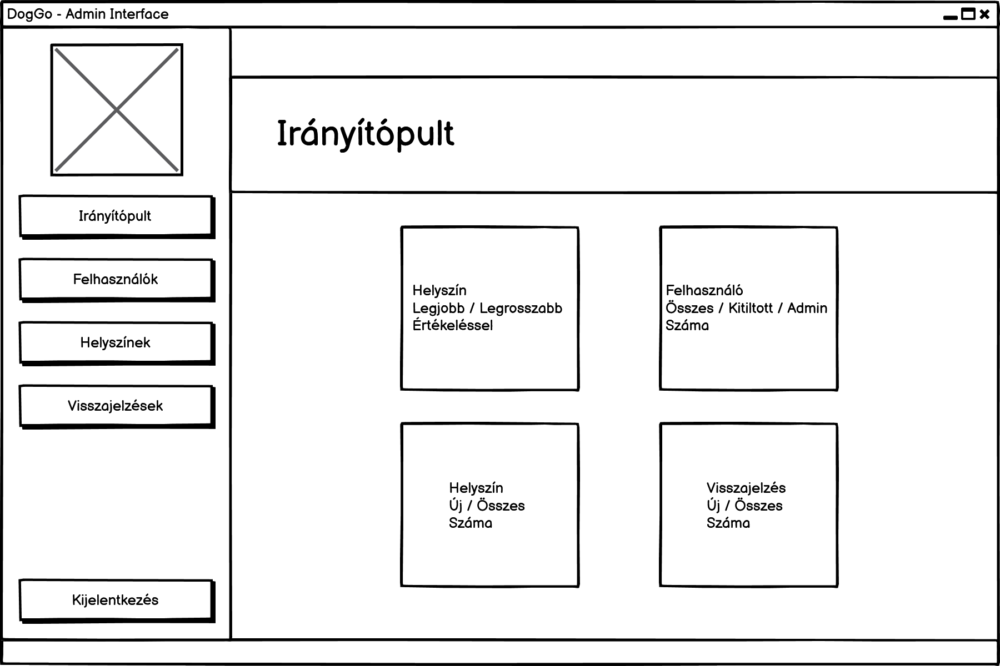 DogGo - Admin Interface
Irányítópult
Irányítópult
Felhasználók
Helyszínek
Visszajelzések
Kijelentkezés
Helyszín
Legjobb / Legrosszabb
Értékeléssel
Felhasználó
Összes / Kitiltott / Admin
Száma
Helyszín
Új / Összes
Száma
Visszajelzés
Új / Összes
Száma